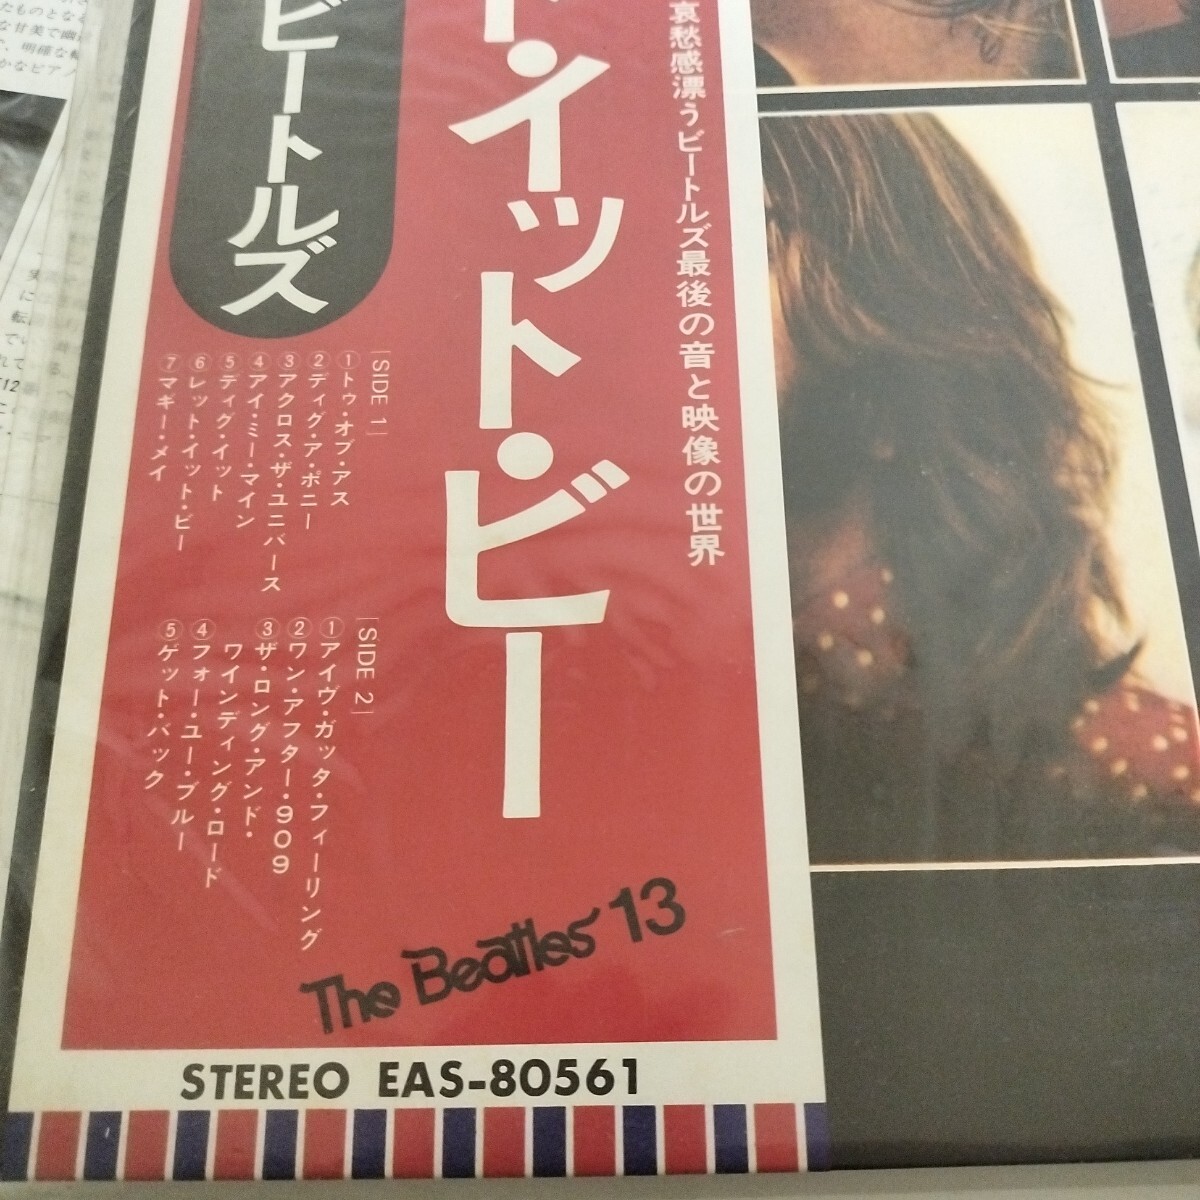 哀愁感漂うビートルズ最後の音と映像の世界
ト・イット・ビー
ビートルズ
SIDE 1
①トゥ・オブ・アス
②ディグ・ア・ポニー
③アクロス・ザ・ユニバース
④アイ・ミー・マイン
⑤ディグ・イット
⑥レット・イット・ビー
⑦マギー・メイ
SIDE 2
①アイヴ・ガッタ・フィーリング
②ワン・アフター・909
③ザ・ロング・アンド・
ワインディング・ロード
④フォー・ユー・ブルー
⑤ゲット・バック
The Beatles 13
STEREO EAS-80561